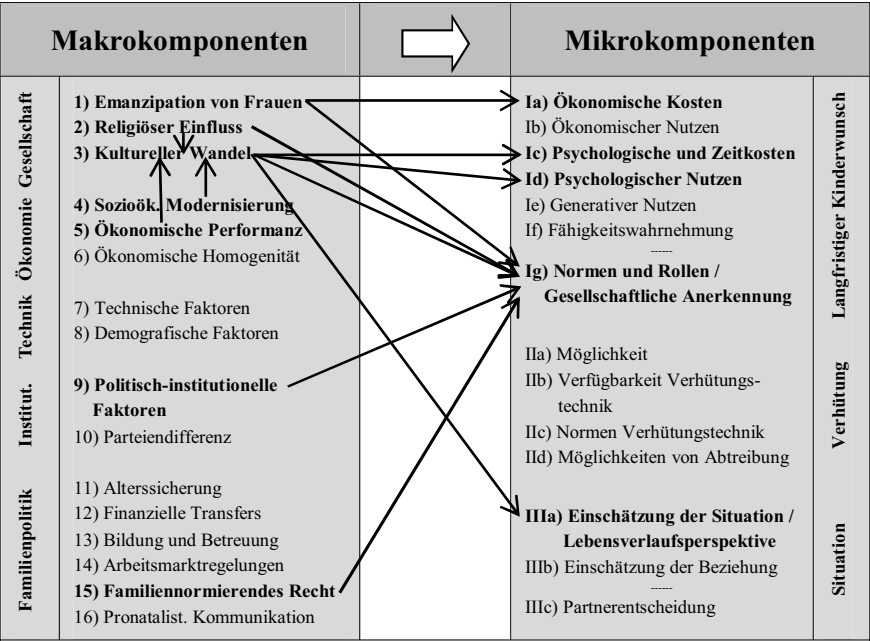 Makrokomponenten
Mikrokomponenten
Gesellschaft
1) Emanzipation von Frauen
2) Religiöser Einfluss
3) Kultureller Wandel
Ökonomie
4) Sozioök. Modernisierung
5) Ökonomische Performanz
6) Ökonomische Homogenität
Technik
7) Technische Faktoren
8) Demografische Faktoren
Institut.
9) Politisch-institutionelle
Faktoren
10) Parteiendifferenz
Familienpolitik
11) Alterssicherung
12) Finanzielle Transfers
13) Bildung und Betreuung
14) Arbeitsmarktregelungen
15) Familiennormierendes Recht
16) Pronatalist. Kommunikation
Ia) Ökonomische Kosten
Ib) Ökonomischer Nutzen
Ic) Psychologische und Zeitkosten
Id) Psychologischer Nutzen
Ie) Generativer Nutzen
If) Fähigkeitswahrnehmung
------
Ig) Normen und Rollen /
Gesellschaftliche Anerkennung
Langfristiger Kinderwunsch
IIa) Möglichkeit
IIb) Verfügbarkeit Verhütungs-
technik
IIc) Normen Verhütungstechnik
IId) Möglichkeiten von Abtreibung
Verhütung
IIIa) Einschätzung der Situation /
Lebensverlaufsperspektive
IIIb) Einschätzung der Beziehung
------
IIIc) Partnerentscheidung
Situation